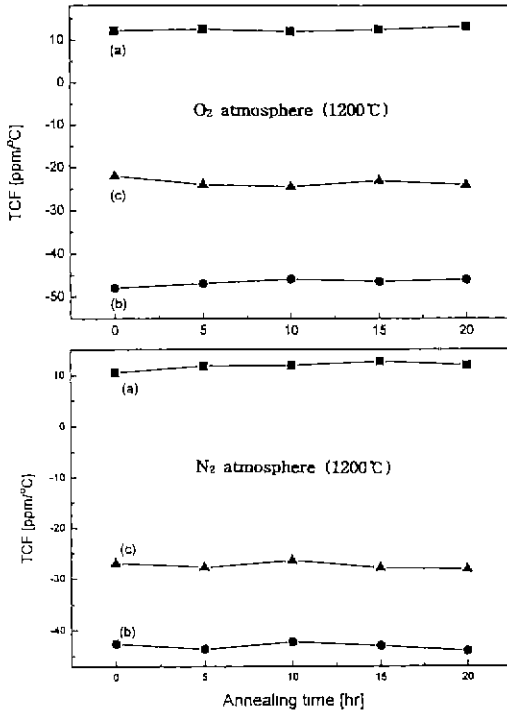 10
(a)
0
O₂ atmosphere (1200℃)
-10
TCF [ppm/°C]
-20
(c)
-30
-40
(b)
-50
0 5 10 15 20
10
(a)
0
N₂ atmosphere (1200℃)
-10
TCF [ppm/°C]
-20
(c)
-30
(b)
-40
0 5 10 15 20
Annealing time [hr]